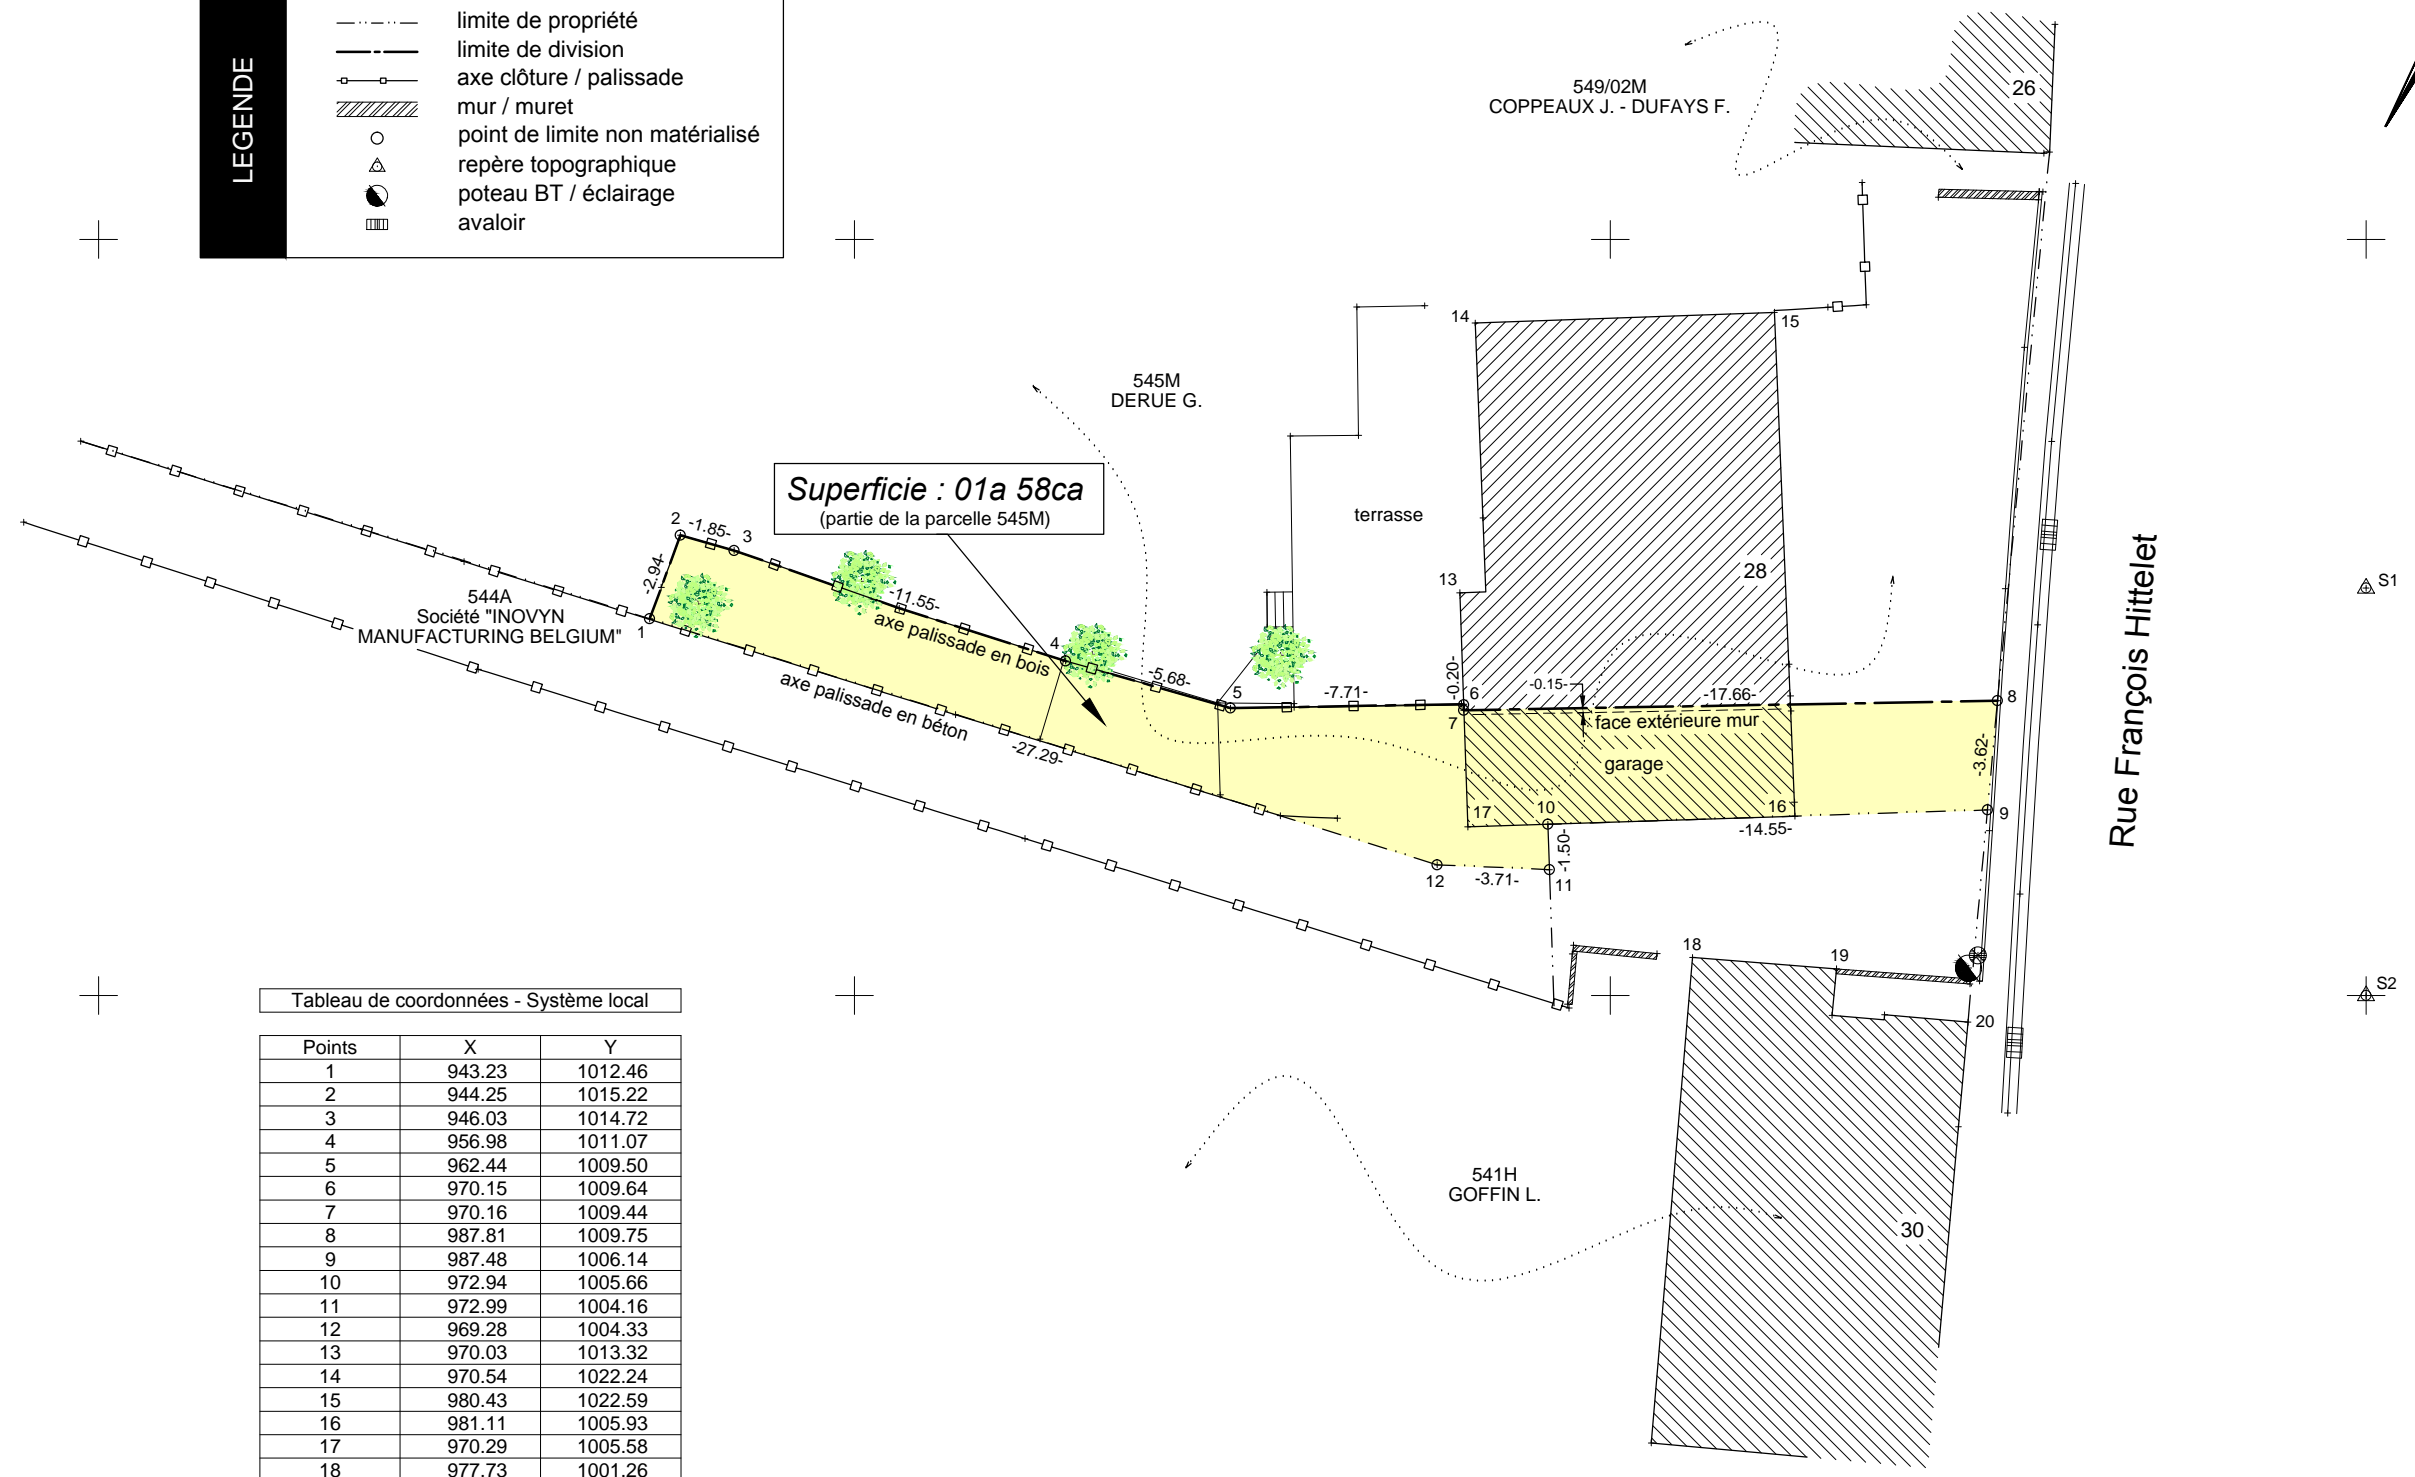 LEGENDE
limite de propriété
limite de division
axe clôture / palissade
mur / muret
point de limite non matérialisé
repère topographique
poteau BT / éclairage
avaloir
549/02M
COPPEAUX J. - DUFAYS F.
26
14
15
545M
DERUE G.
Superficie : 01a 58ca
(partie de la parcelle 545M)
terrasse
28
13
S1
Rue François Hittelet
2
-1.85-
3
-2.94-
-11.55-
axe palissade en bois
4
-5.68-
5
-7.71-
-0.20-
6
7
-0.15-
-17.66-
8
face extérieure mur
garage
-3.62-
544A
Société "INOVYN
MANUFACTURING BELGIUM"
1
axe palissade en béton
-27.29-
17
10
16
-14.55-
9
-1.50-
12
-3.71-
11
18
19
20
S2
541H
GOFFIN L.
30
Tableau de coordonnées - Système local
Points X Y
1 943.23 1012.46
2 944.25 1015.22
3 946.03 1014.72
4 956.98 1011.07
5 962.44 1009.50
6 970.15 1009.64
7 970.16 1009.44
8 987.81 1009.75
9 987.48 1006.14
10 972.94 1005.66
11 972.99 1004.16
12 969.28 1004.33
13 970.03 1013.32
14 970.54 1022.24
15 980.43 1022.59
16 981.11 1005.93
17 970.29 1005.58
18 977.73 1001.26